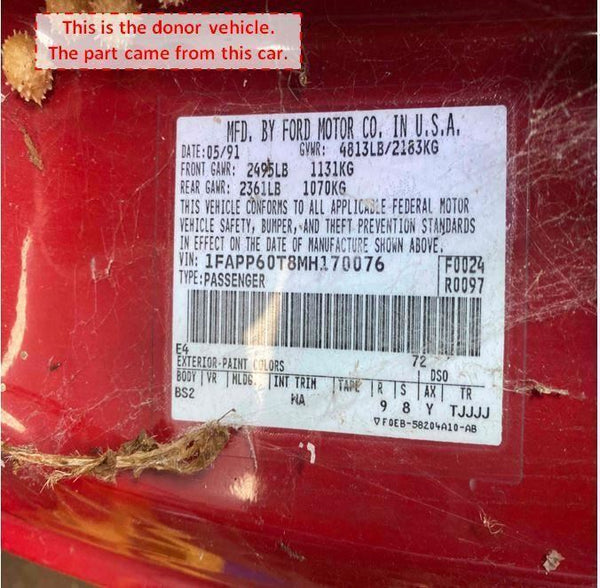 This is the donor vehicle.
The part came from this car.
MFD. BY FORD MOTOR CO. IN U.S.A.
DATE:05/91 GVWR: 4813LB/2183KG
FRONT GAWR: 2495LB 1131KG
REAR GAWR: 2361LB 1070KG
THIS VEHICLE CONFORMS TO ALL APPLICABLE FEDERAL MOTOR
VEHICLE SAFETY, BUMPER, AND THEFT PREVENTION STANDARDS
IN EFFECT ON THE DATE OF MANUFACTURE SHOWN ABOVE.
VIN: 1FAPP60T8MH170076 F0024
TYPE:PASSENGER R0097
E4 72
EXTERIOR PAINT COLORS DSO
BODY VR MLDG INT TRIM TAPE R S AX TR
BS2 WA 9 8 Y TJJJJ
▽F0EB-58204A10-AB